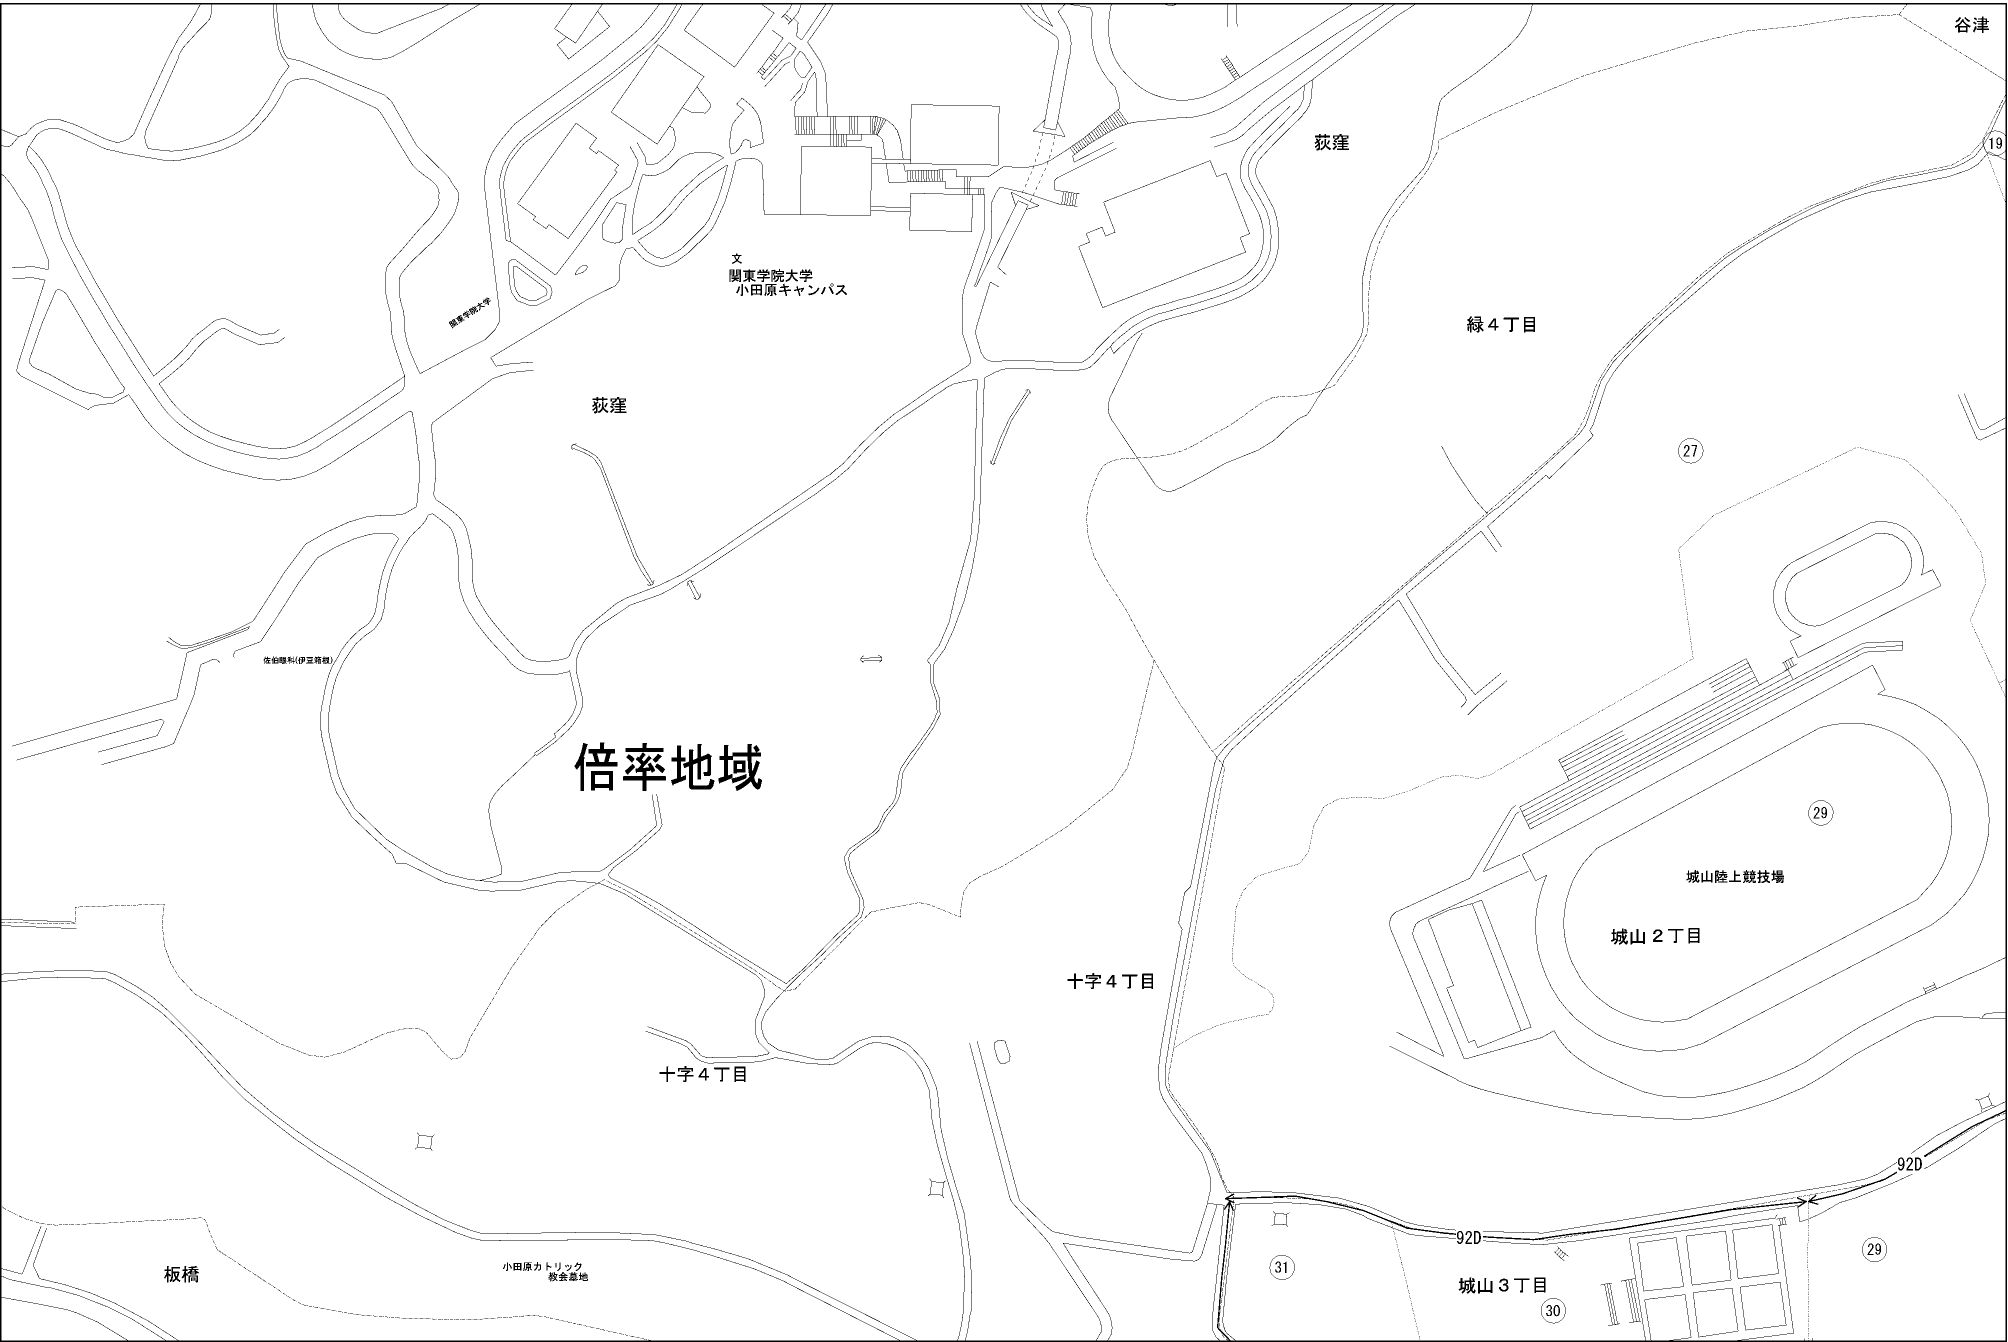 谷津
荻窪
19
文
関東学院大学
小田原キャンパス
関東学院大学
緑４丁目
荻窪
27
佐伯眼科(伊豆箱根)
倍率地域
29
城山陸上競技場
城山２丁目
十字４丁目
十字４丁目
92D
92D
29
小田原カトリック
教会墓地
板橋
31
城山３丁目
30